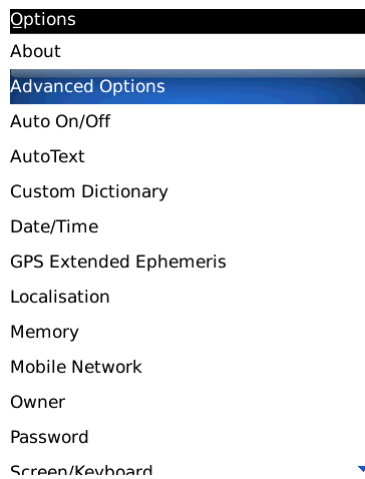 Options
About
Advanced Options
Auto On/Off
AutoText
Custom Dictionary
Date/Time
GPS Extended Ephemeris
Localisation
Memory
Mobile Network
Owner
Password
Screen/Keyboard